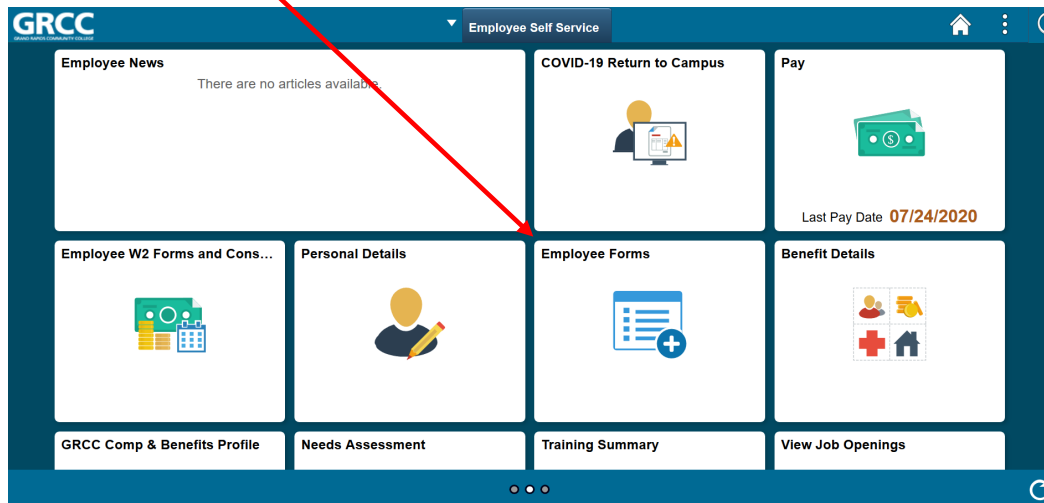 GRCC
GRAND RAPIDS COMMUNITY COLLEGE
Employee Self Service
Employee News
There are no articles available.
COVID-19 Return to Campus
Pay
Last Pay Date 07/24/2020
Employee W2 Forms and Cons...
Personal Details
Employee Forms
Benefit Details
GRCC Comp & Benefits Profile
Needs Assessment
Training Summary
View Job Openings